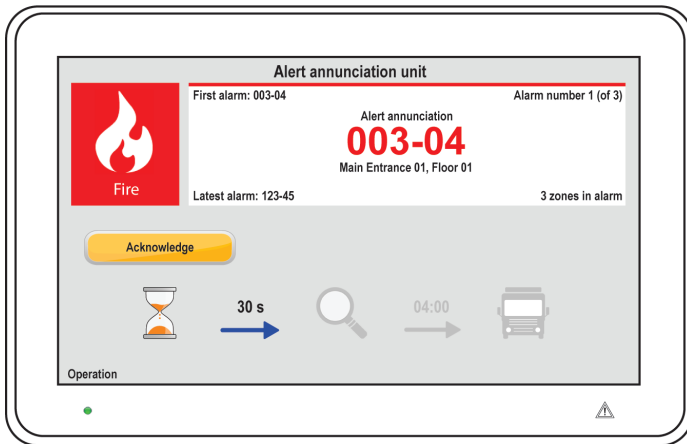 Alert annunciation unit
First alarm: 003-04
Alarm number 1 (of 3)
Alert annunciation
003-04
Main Entrance 01, Floor 01
Fire
Latest alarm: 123-45
3 zones in alarm
Acknowledge
30 s
04:00
Operation